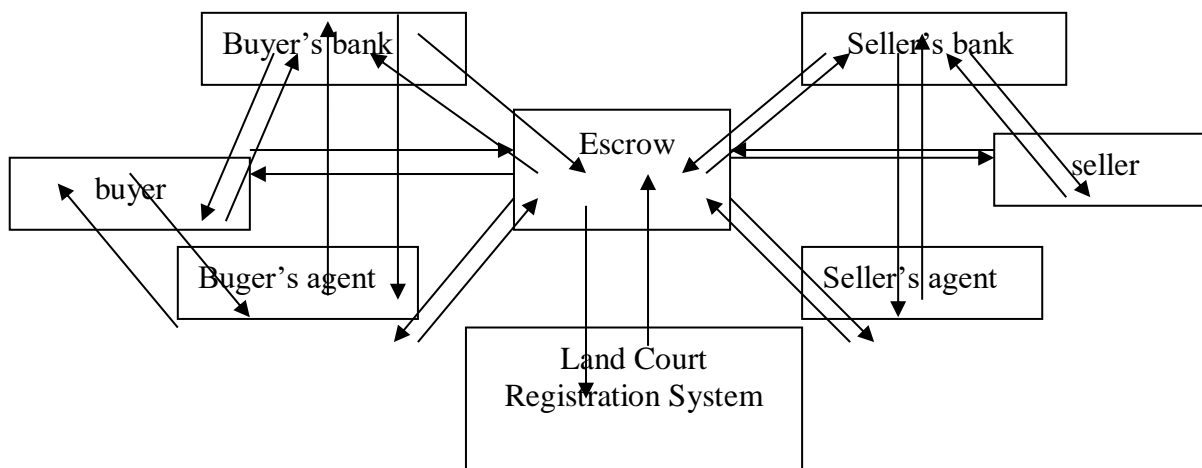 Buyer’s bank
Seller’s bank
Escrow
buyer
seller
Buger’s agent
Seller’s agent
Land Court
Registration System